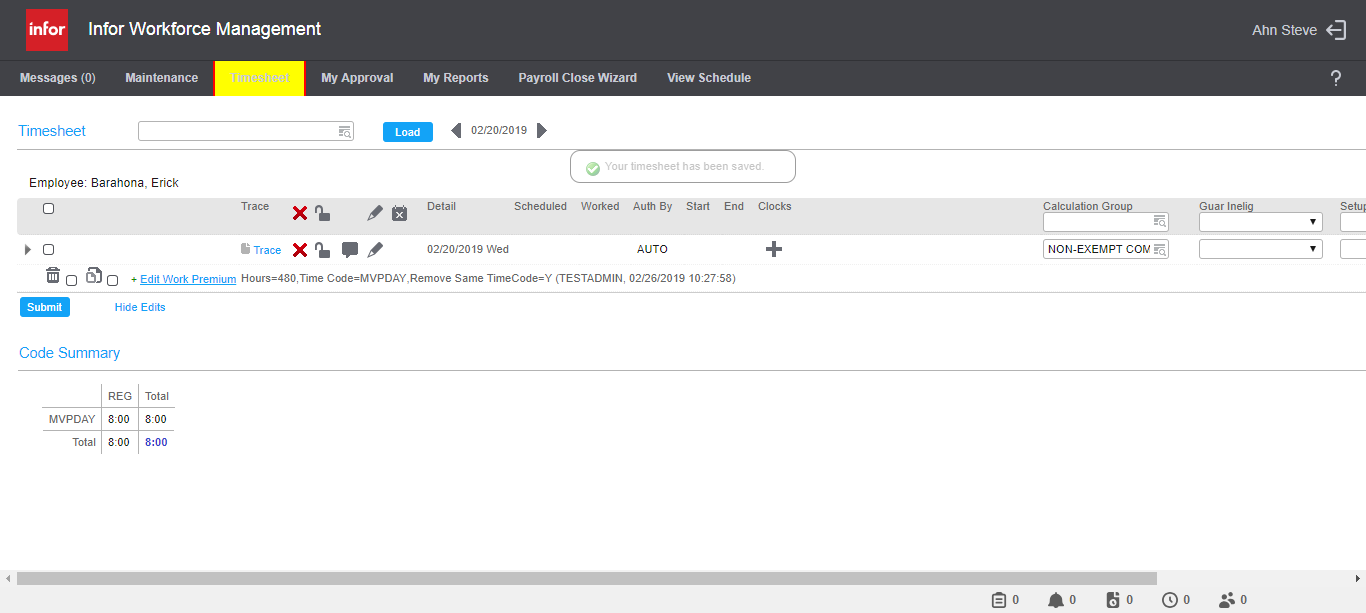 infor Infor Workforce Management Ahn Steve
Messages (0) Maintenance Timesheet My Approval My Reports Payroll Close Wizard View Schedule ?
Timesheet Load 02/20/2019
Your timesheet has been saved.
Employee: Barahona, Erick
Trace Detail Scheduled Worked Auth By Start End Clocks Calculation Group Guar Inelig Setup
Trace 02/20/2019 Wed AUTO NON-EXEMPT COM
+ Edit Work Premium Hours=480,Time Code=MVPDAY,Remove Same TimeCode=Y (TESTADMIN, 02/26/2019 10:27:58)
Submit Hide Edits
Code Summary
REG Total
MVPDAY 8:00 8:00
Total 8:00 8:00
0 0 0 0 0